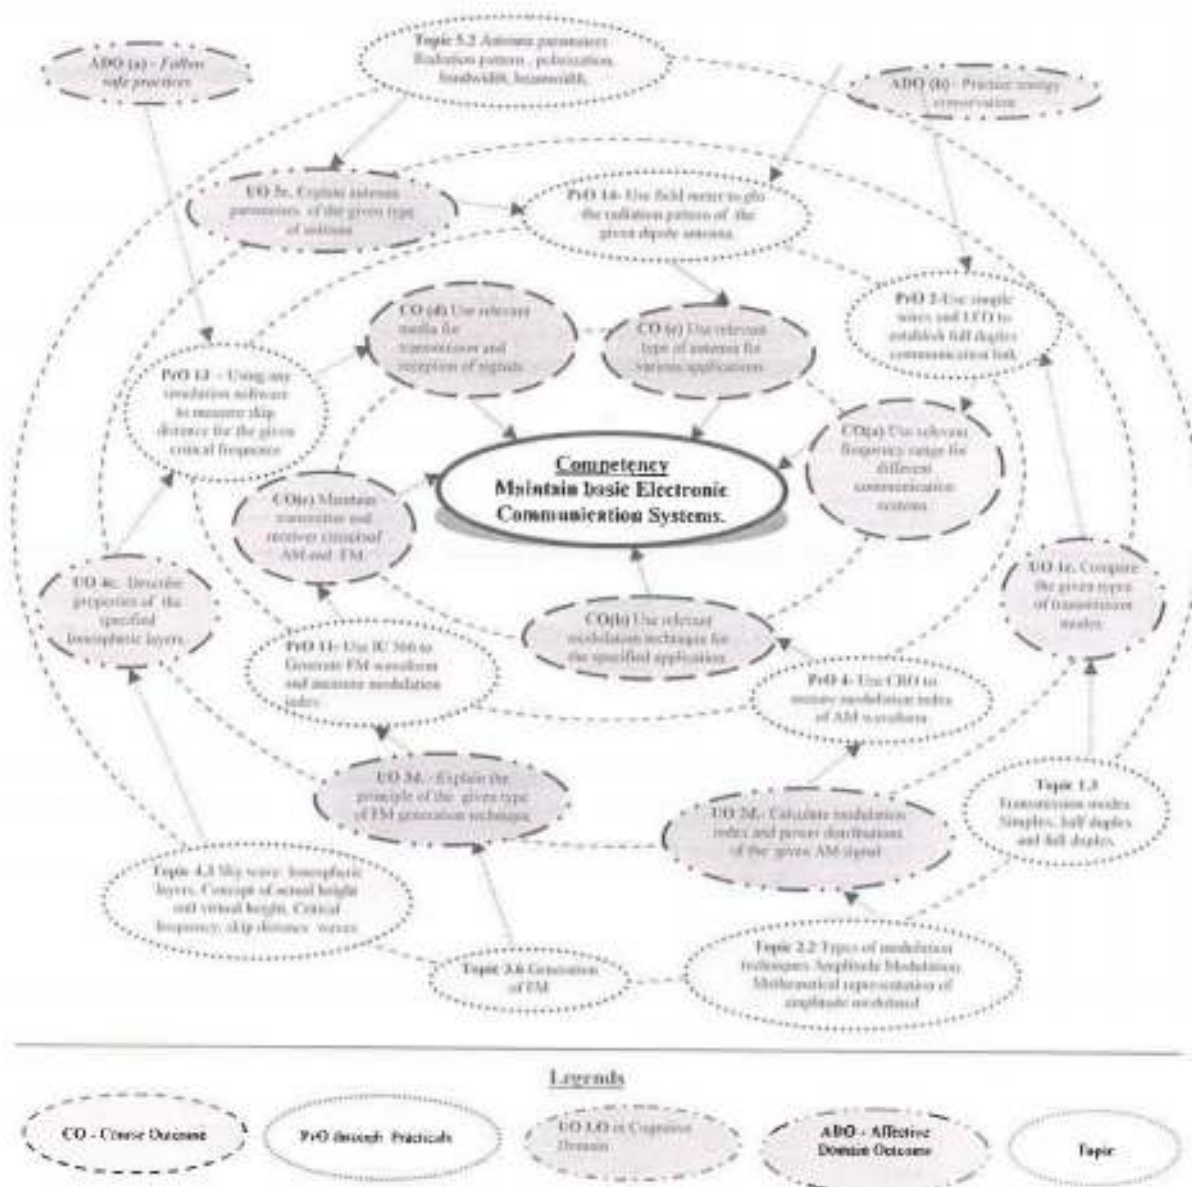 Topic 5.2 Antenna parameters
Radiation pattern, polarization,
bandwidth, beamwidth,
ADO (a) - Follow
safe practices
ADO (b) - Practice energy
conservation
UO 5c. Explain antenna
parameters of the given type
of antenna
PrO 14- Use field meter to plo
the radiation pattern of the
given dipole antenna
CO (d) Use relevant
media for
transmission and
reception of signals
CO (e) Use relevant
type of antenna for
various applications
PrO 2-Use simple
wires and LED to
establish full duplex
communication link
PrO 13 - Using any
simulation software
to measure skip
distance for the given
critical frequency
Competency
Maintain basic Electronic
Communication Systems.
CO(a) Use relevant
frequency range for
different
communication
systems
CO(c) Maintain
transmitter and
receiver circuits of
AM and FM.
UO 4c. Describe
properties of the
specified
Ionospheric layers
UO 1c. Compare
the given types
of transmission
modes.
CO(b) Use relevant
modulation technique for
the specified application
PrO 11- Use IC 566 to
Generate FM waveform
and measure modulation
index
PrO 4- Use CRO to
measure modulation index
of AM waveform
UO 3d. - Explain the
principle of the given type
of FM generation technique
UO 2d.- Calculate modulation
index and power distributions
of the given AM signal
Topic 1.3
Transmission modes
Simplex, half duplex
and full duplex
Topic 4.3 Sky wave Ionospheric
layers, Concept of actual height
and virtual height, Critical
frequency, skip distance waves
Topic 3.6 Generation
of FM
Topic 2.2 Types of modulation
techniques Amplitude Modulation
Mathematical representation of
amplitude modulated
Legends
CO - Course Outcome
PrO through Practicals
UO LO in Cognitive
Domain
ADO - Affective
Domain Outcome
Topic